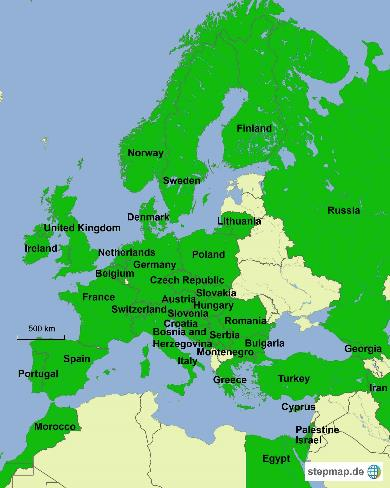 Finland
Norway
Sweden
Denmark
Lithuania
Russia
United Kingdom
Ireland
Netherlands
Poland
Germany
Belgium
Czech Republic
France
Slovakia
Austria
Hungary
Switzerland
Slovenia
Croatia
Romania
Bosnia and
Herzegovina
Serbia
Bulgaria
Montenegro
Georgia
500 km
Spain
Italy
Portugal
Greece
Turkey
Iran
Cyprus
Morocco
Palestine
Israel
Egypt
stepmap.de